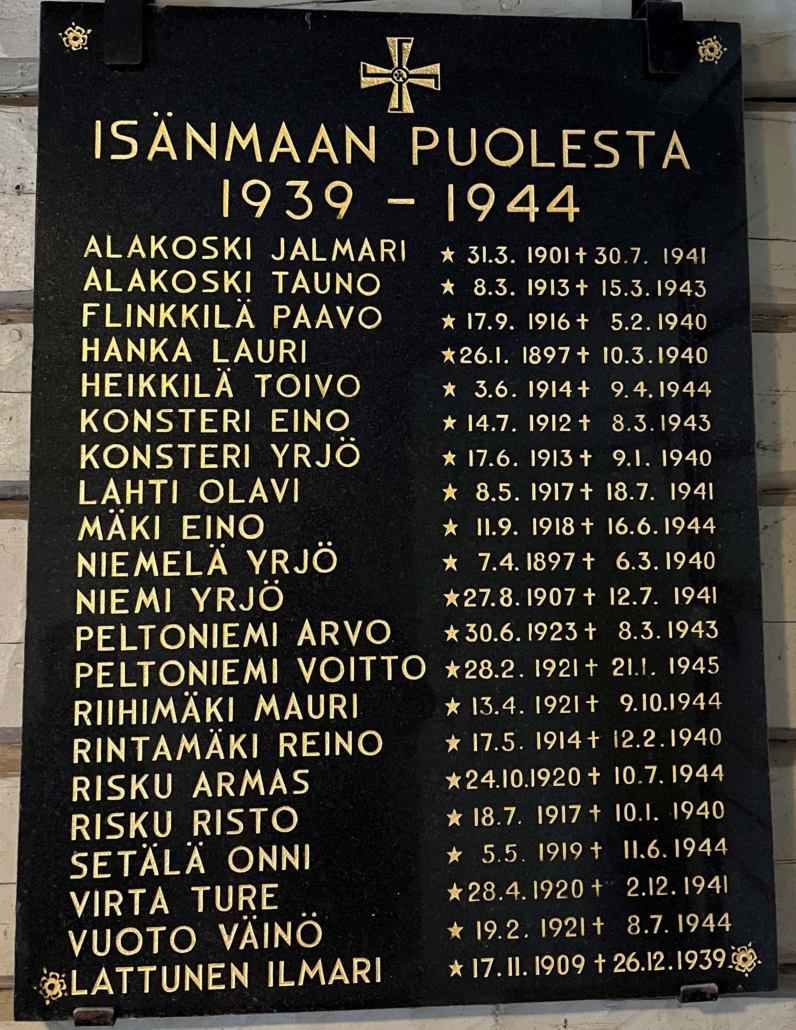 ISÄNMAAN PUOLESTA
1939 - 1944
ALAKOSKI JALMARI ★ 31.3. 1901 † 30.7. 1941
ALAKOSKI TAUNO ★ 8.3. 1913 † 15.3. 1943
FLINKKILÄ PAAVO ★ 17.9. 1916 † 5.2. 1940
HANKA LAURI ★ 26.1. 1897 † 10.3. 1940
HEIKKILÄ TOIVO ★ 3.6. 1914 † 9.4. 1944
KONSTERI EINO ★ 14.7. 1912 † 8.3. 1943
KONSTERI YRJÖ ★ 17.6. 1913 † 9.1. 1940
LAHTI OLAVI ★ 8.5. 1917 † 18.7. 1941
MÄKI EINO ★ 11.9. 1918 † 16.6. 1944
NIEMELÄ YRJÖ ★ 7.4. 1897 † 6.3. 1940
NIEMI YRJÖ ★ 27.8. 1907 † 12.7. 1941
PELTONIEMI ARVO ★ 30.6. 1923 † 8.3. 1943
PELTONIEMI VOITTO ★ 28.2. 1921 † 21.1. 1945
RIIHIMÄKI MAURI ★ 13.4. 1921 † 9.10. 1944
RINTAMÄKI REINO ★ 17.5. 1914 † 12.2. 1940
RISKU ARMAS ★ 24.10. 1920 † 10.7. 1944
RISKU RISTO ★ 18.7. 1917 † 10.1. 1940
SETÄLÄ ONNI ★ 5.5. 1919 † 11.6. 1944
VIRTA TURE ★ 28.4. 1920 † 2.12. 1941
VUOTO VÄINÖ ★ 19.2. 1921 † 8.7. 1944
LATTUNEN ILMARI ★ 17.11. 1909 † 26.12. 1939